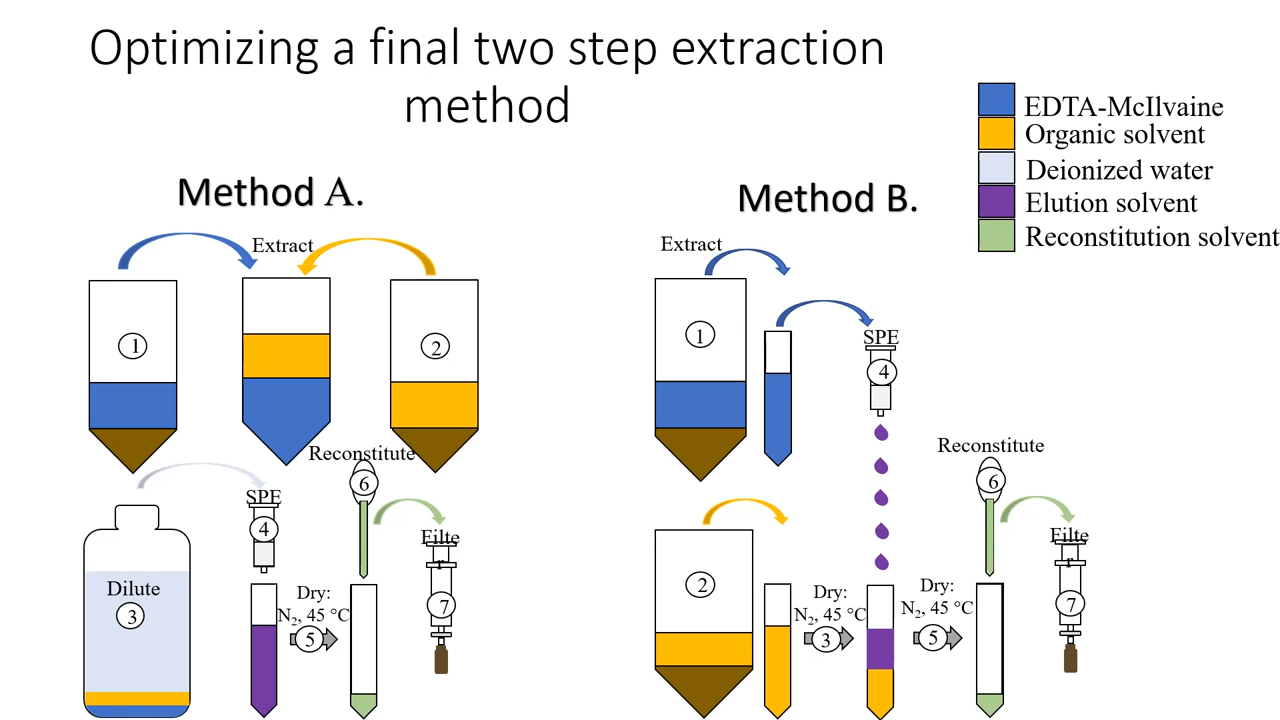 Optimizing a final two step extraction
method
EDTA-McIlvaine
Organic solvent
Deionized water
Elution solvent
Reconstitution solvent
Method A.
Extract
1
2
Reconstitute
6
SPE
4
Filte
r
Dilute
3
Dry:
N₂, 45 °C
5
7
Method B.
Extract
1
SPE
4
Reconstitute
6
Filte
r
2
Dry:
N₂, 45 °C
3
Dry:
N₂, 45 °C
5
7